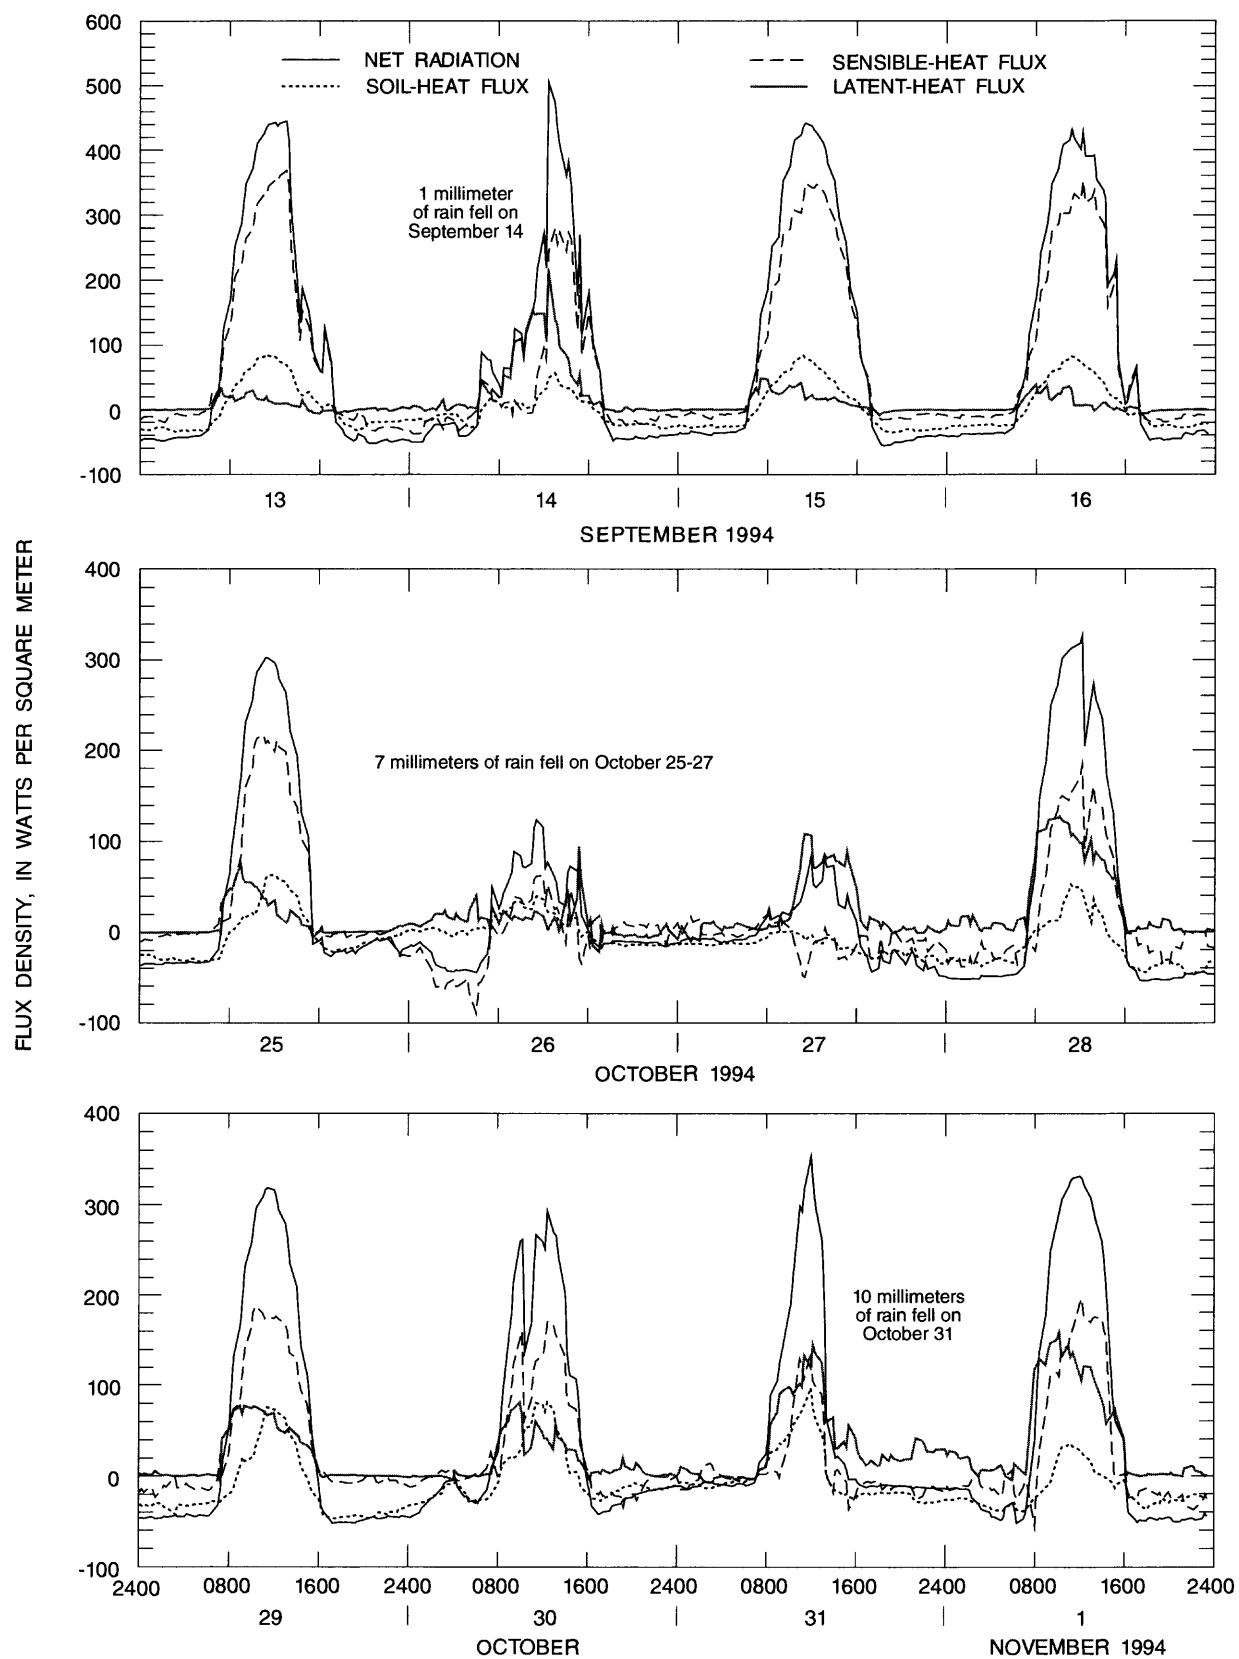 600
NET RADIATION
SENSIBLE-HEAT FLUX
SOIL-HEAT FLUX
LATENT-HEAT FLUX
500
400
1 millimeter
of rain fell on
September 14
300
200
100
0
-100
13
14
15
16
SEPTEMBER 1994
FLUX DENSITY, IN WATTS PER SQUARE METER
400
300
7 millimeters of rain fell on October 25-27
200
100
0
-100
25
26
27
28
OCTOBER 1994
400
300
10 millimeters
of rain fell on
October 31
200
100
0
-100
2400 0800 1600 2400 0800 1600 2400 0800 1600 2400 0800 1600 2400
29
30
31
1
OCTOBER
NOVEMBER 1994